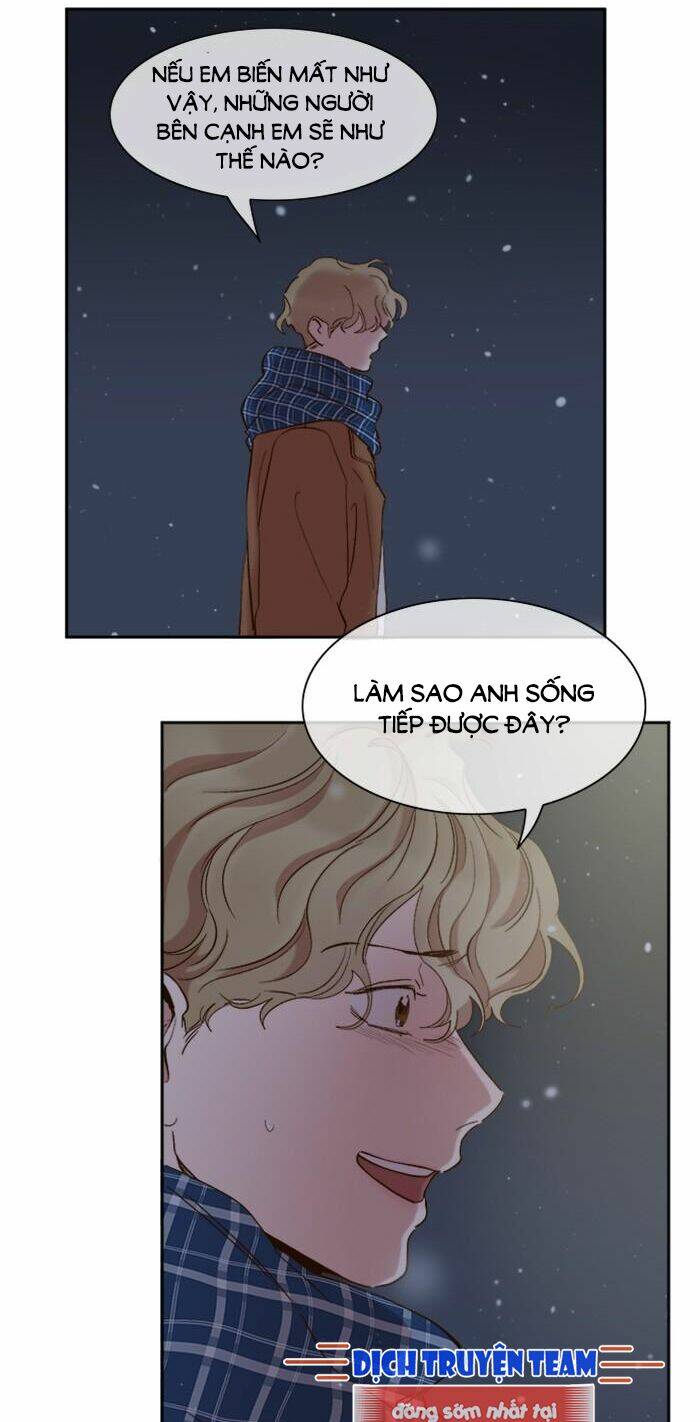 NẾU EM BIẾN MẤT NHƯ
VẬY, NHỮNG NGƯỜI
BÊN CẠNH EM SẼ NHƯ
THẾ NÀO?
LÀM SAO ANH SỐNG
TIẾP ĐƯỢC ĐÂY?
DỊCH TRUYỆN TEAM
đăng sớm nhất tại